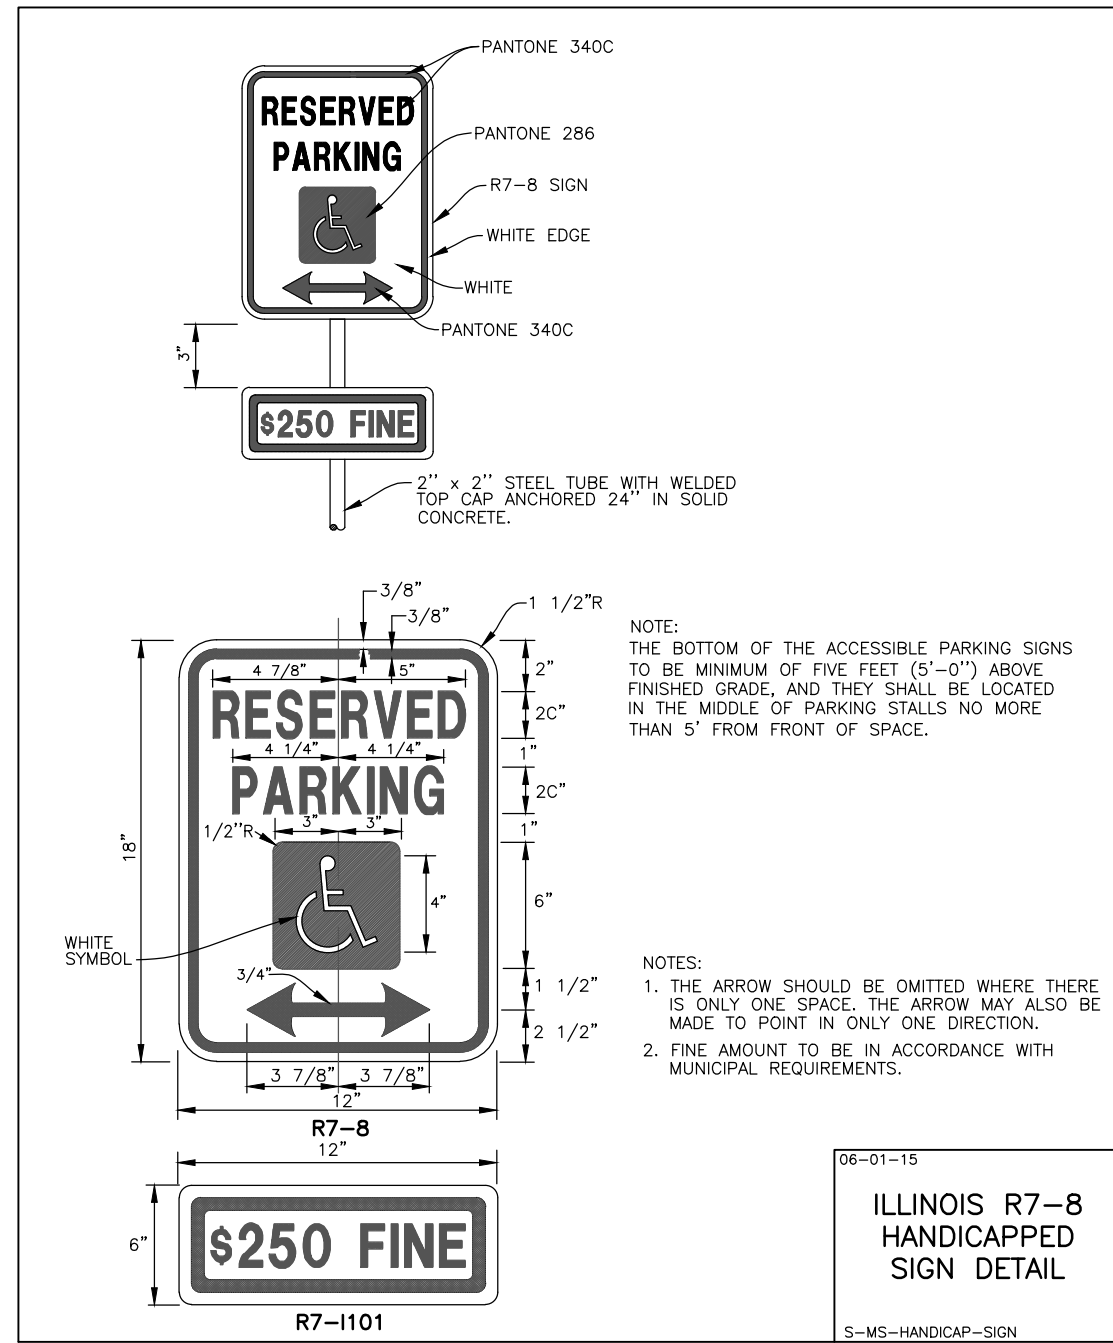 PANTONE 340C
RESERVED
PARKING
PANTONE 286
R7-8 SIGN
WHITE EDGE
WHITE
PANTONE 340C
3"
$250 FINE
2'' x 2'' STEEL TUBE WITH WELDED
TOP CAP ANCHORED 24'' IN SOLID
CONCRETE.
3/8"
3/8"
1 1/2"R
4 7/8"
5"
2"
RESERVED
2C"
4 1/4"
4 1/4"
1"
PARKING
2C"
3"
3"
1"
1/2''R
18"
4"
6"
WHITE
SYMBOL
3/4"
1 1/2"
2 1/2"
3 7/8"
3 7/8"
12"
R7-8
12"
6"
$250 FINE
R7-I101
NOTE:
THE BOTTOM OF THE ACCESSIBLE PARKING SIGNS
TO BE MINIMUM OF FIVE FEET (5'-0'') ABOVE
FINISHED GRADE, AND THEY SHALL BE LOCATED
IN THE MIDDLE OF PARKING STALLS NO MORE
THAN 5' FROM FRONT OF SPACE.
NOTES:
1. THE ARROW SHOULD BE OMITTED WHERE THERE
IS ONLY ONE SPACE. THE ARROW MAY ALSO BE
MADE TO POINT IN ONLY ONE DIRECTION.
2. FINE AMOUNT TO BE IN ACCORDANCE WITH
MUNICIPAL REQUIREMENTS.
06-01-15
ILLINOIS R7-8
HANDICAPPED
SIGN DETAIL
S-MS-HANDICAP-SIGN